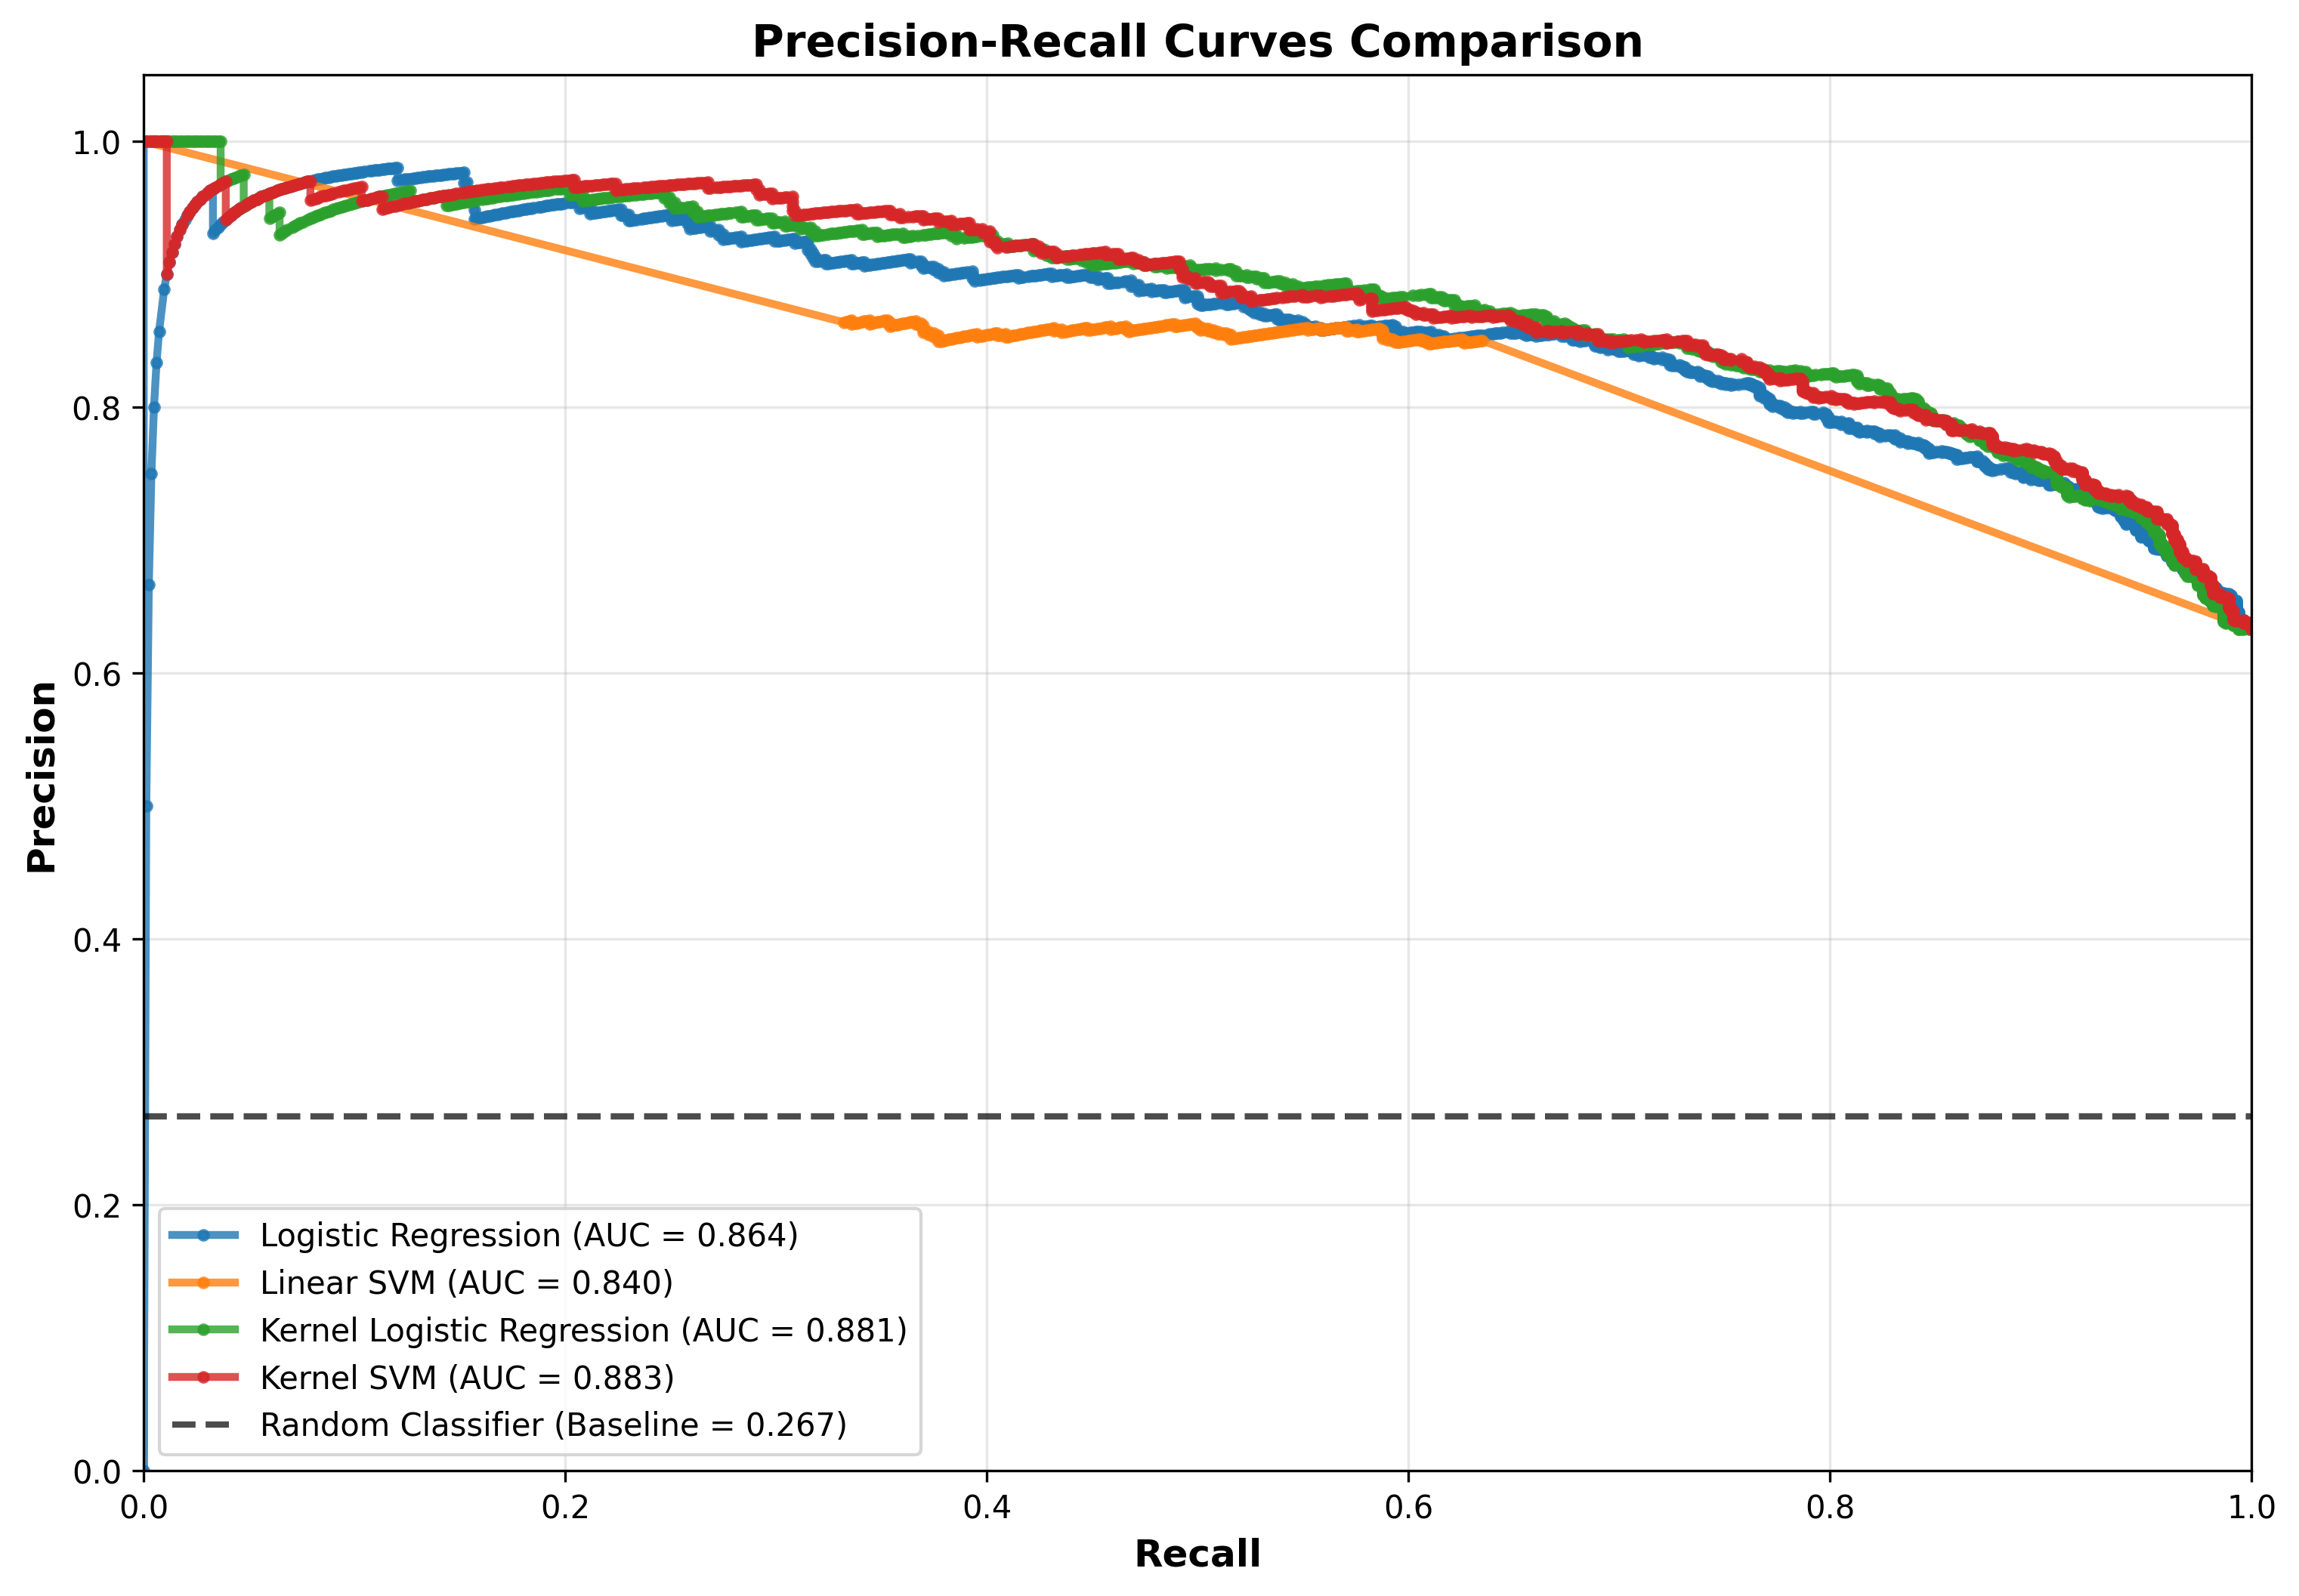 Precision-Recall Curves Comparison
Precision
1.0
0.8
0.6
0.4
0.2
0.0
Logistic Regression (AUC = 0.864)
Linear SVM (AUC = 0.840)
Kernel Logistic Regression (AUC = 0.881)
Kernel SVM (AUC = 0.883)
Random Classifier (Baseline = 0.267)
0.0 0.2 0.4 0.6 0.8 1.0
Recall